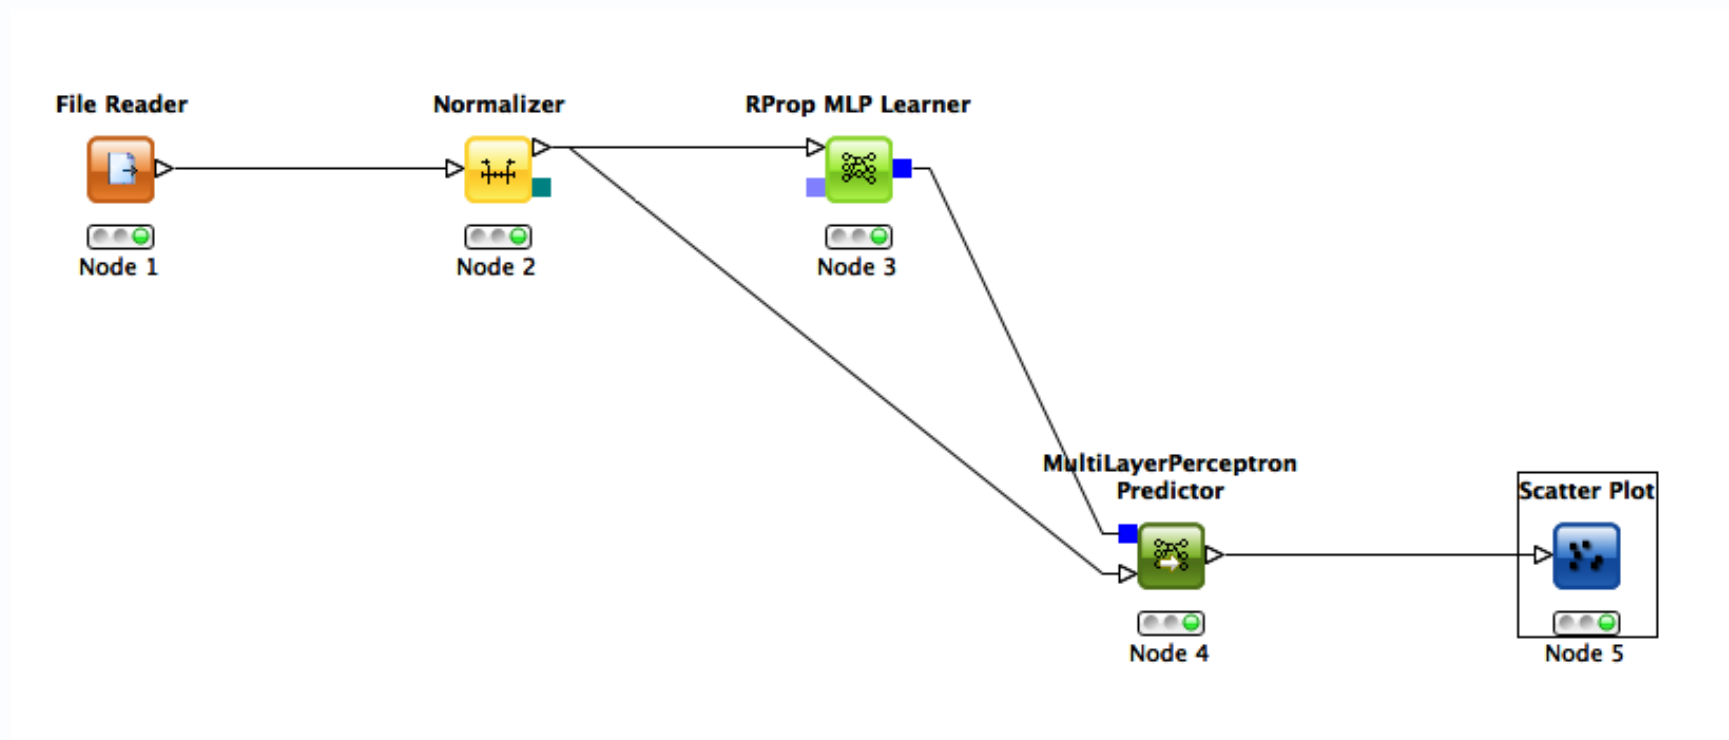 File Reader
Normalizer
RProp MLP Learner
Node 1
Node 2
Node 3
MultiLayerPerceptron
Predictor
Scatter Plot
Node 4
Node 5